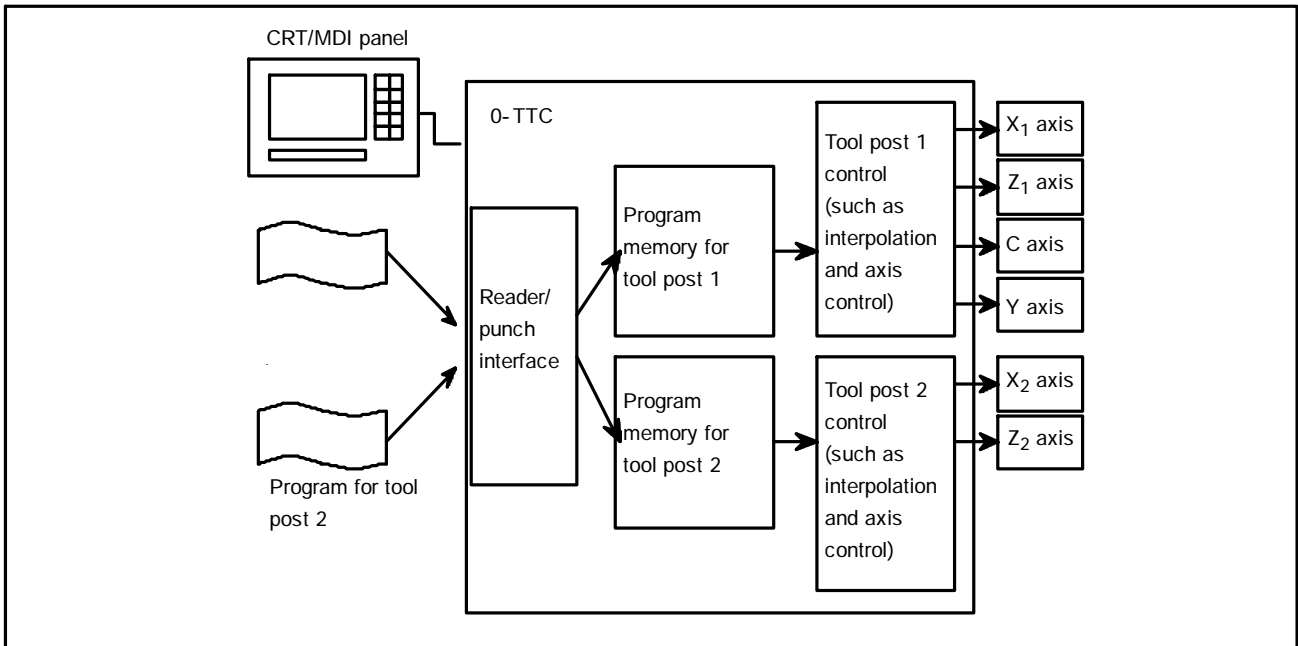 CRT/MDI panel
0-TTC
Reader/
punch
interface
Program
memory for
tool post 1
Program
memory for
tool post 2
Tool post 1
control
(such as
interpolation
and axis
control)
Tool post 2
control
(such as
interpolation
and axis
control)
X1 axis
Z1 axis
C axis
Y axis
X2 axis
Z2 axis
Program for tool
post 2